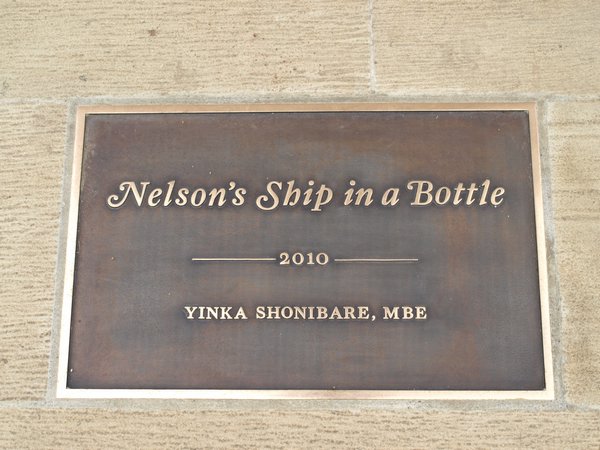 Nelson's Ship in a Bottle
2010
YINKA SHONIBARE, MBE